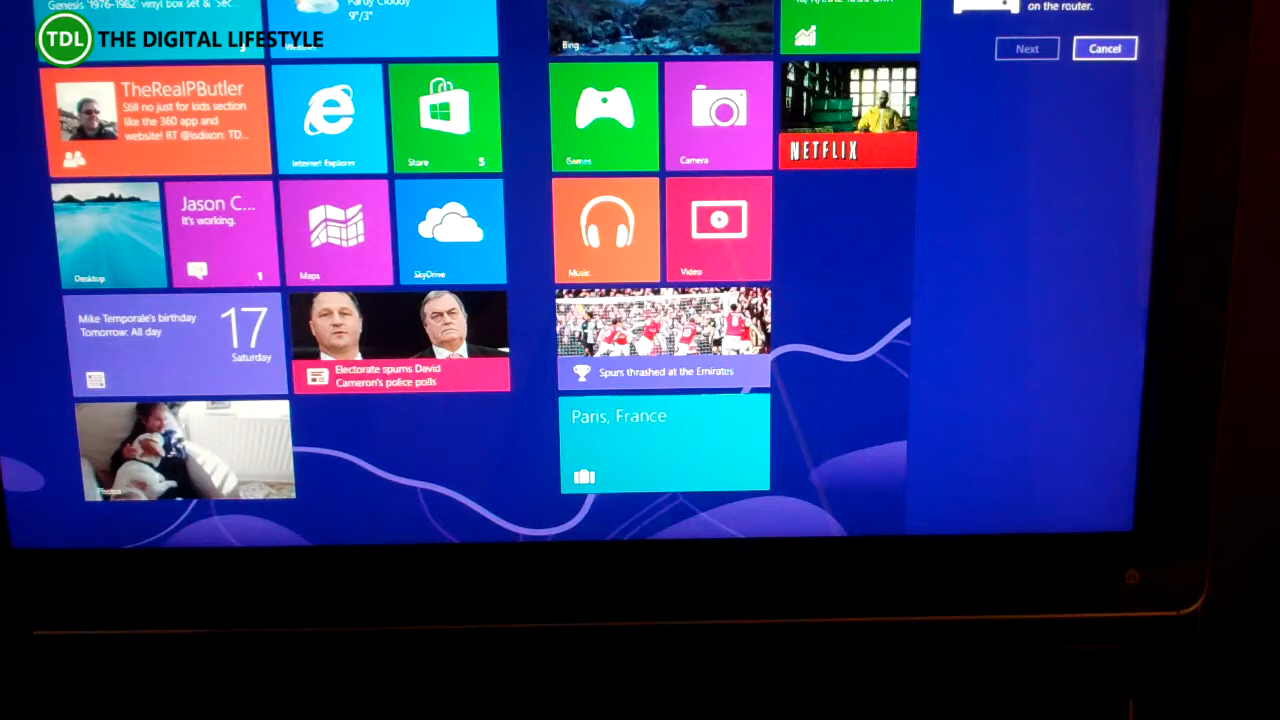 Genesis '1976-1982' vinyl box set & 'Sec...
Partly Cloudy
9°/3°
Bing
on the router.
Next
Cancel
TDL THE DIGITAL LIFESTYLE
TheRealPButler
Still no just for kids section
like the 360 app and
website! RT @isdixon: TD...
Internet Explorer
Store
5
Games
Camera
NETFLIX
Desktop
Jason C...
It's working.
1
Maps
SkyDrive
Music
Video
Mike Temporale's birthday
Tomorrow: All day
17
Saturday
Electorate spurns David
Cameron's police polls
Spurs thrashed at the Emirates
Photos
Paris, France